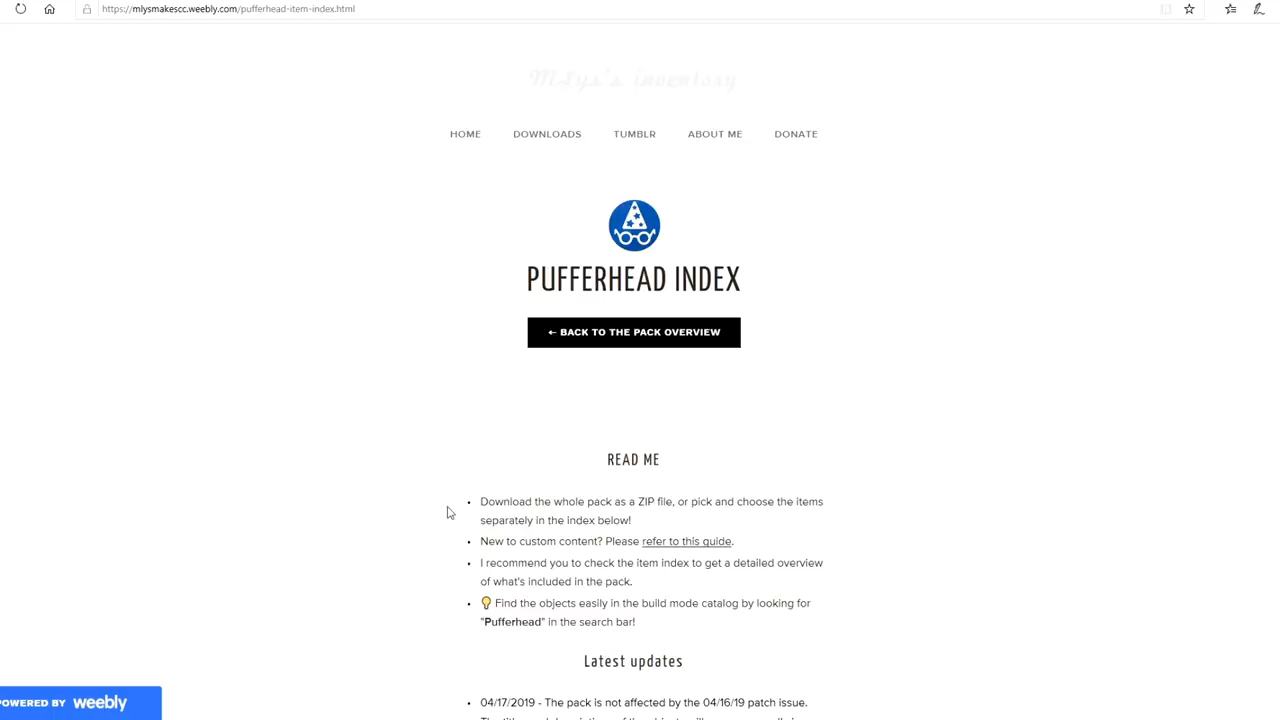 https://mlysmakescc.weebly.com/pufferhead-item-index.html
MLys's inventory
HOME DOWNLOADS TUMBLR ABOUT ME DONATE
PUFFERHEAD INDEX
← BACK TO THE PACK OVERVIEW
READ ME
• Download the whole pack as a ZIP file, or pick and choose the items
separately in the index below!
• New to custom content? Please refer to this guide.
• I recommend you to check the item index to get a detailed overview
of what's included in the pack.
• 💡 Find the objects easily in the build mode catalog by looking for
"Pufferhead" in the search bar!
Latest updates
• 04/17/2019 - The pack is not affected by the 04/16/19 patch issue.
POWERED BY weebly